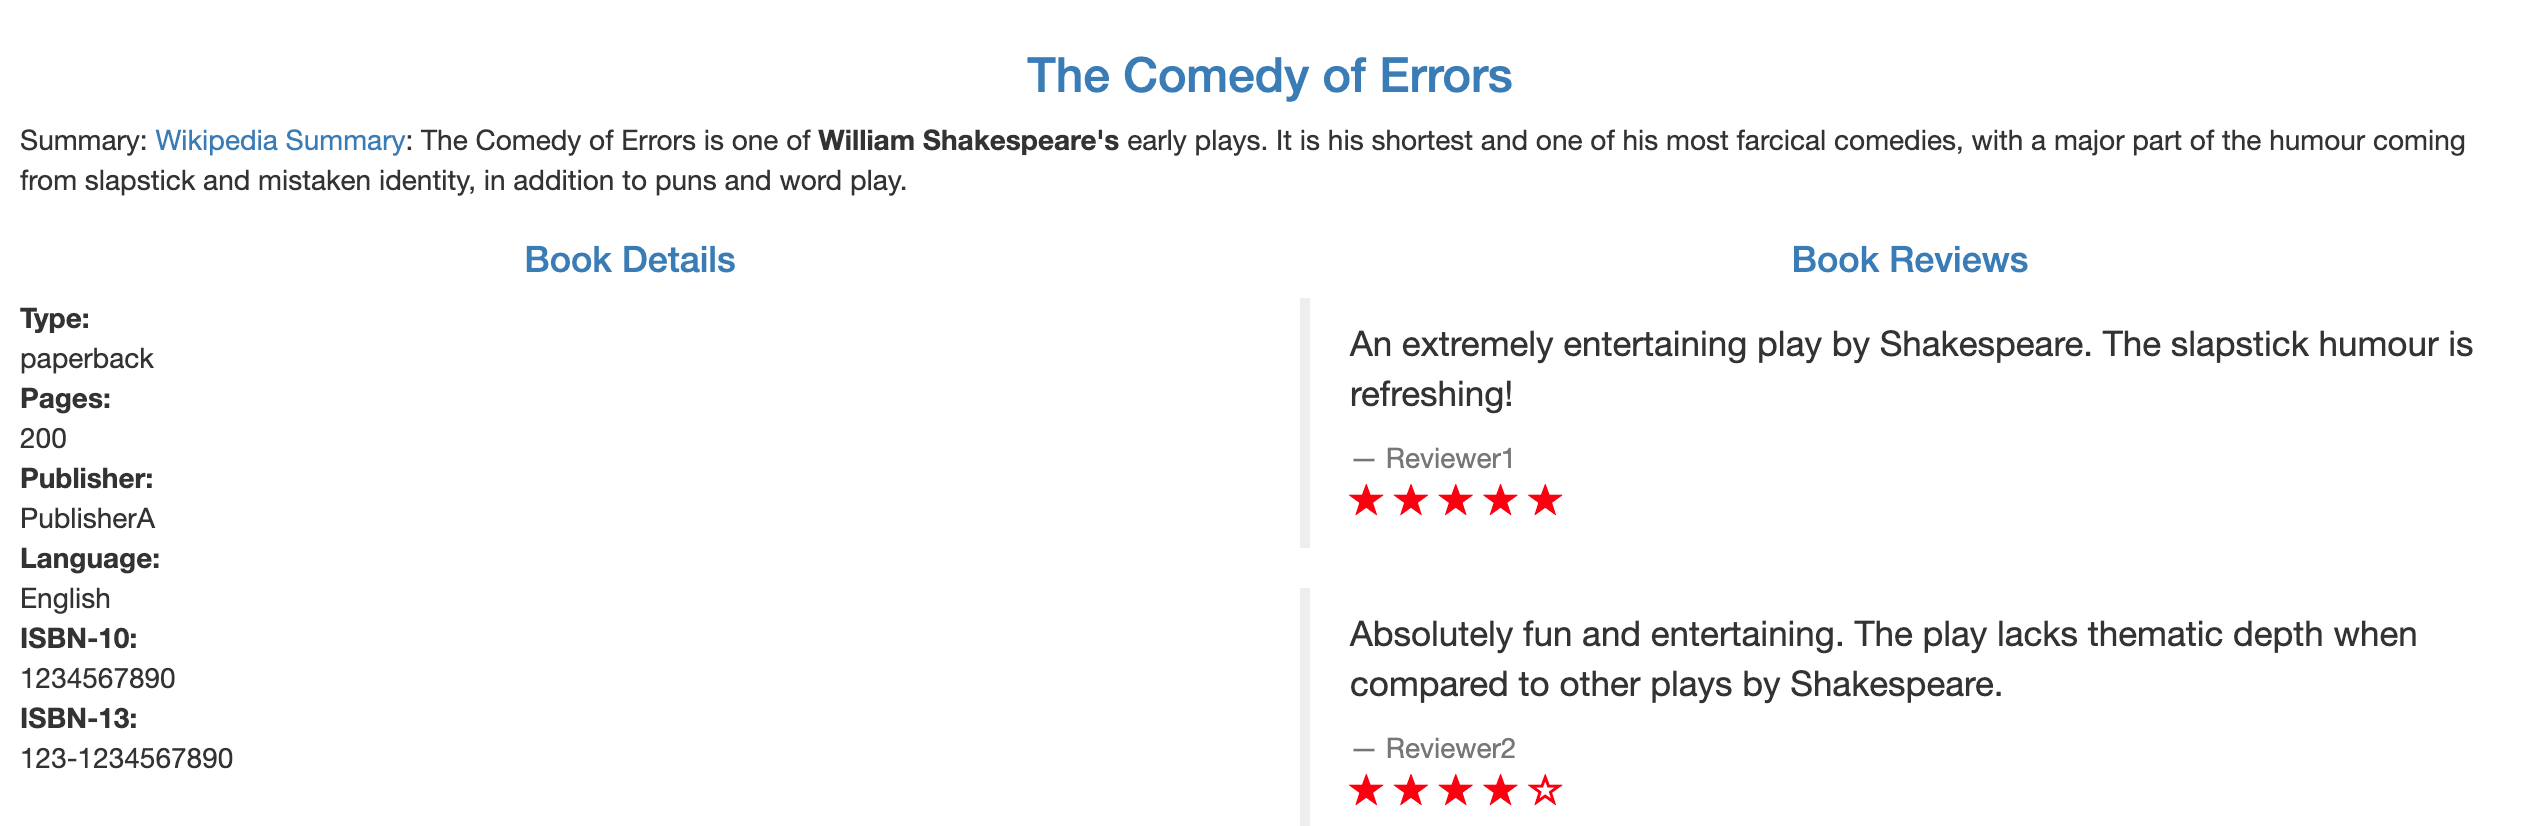 The Comedy of Errors
Summary: Wikipedia Summary: The Comedy of Errors is one of William Shakespeare's early plays. It is his shortest and one of his most farcical comedies, with a major part of the humour coming
from slapstick and mistaken identity, in addition to puns and word play.
Book Details
Type:
paperback
Pages:
200
Publisher:
PublisherA
Language:
English
ISBN-10:
1234567890
ISBN-13:
123-1234567890
Book Reviews
An extremely entertaining play by Shakespeare. The slapstick humour is
refreshing!
— Reviewer1
Absolutely fun and entertaining. The play lacks thematic depth when
compared to other plays by Shakespeare.
— Reviewer2